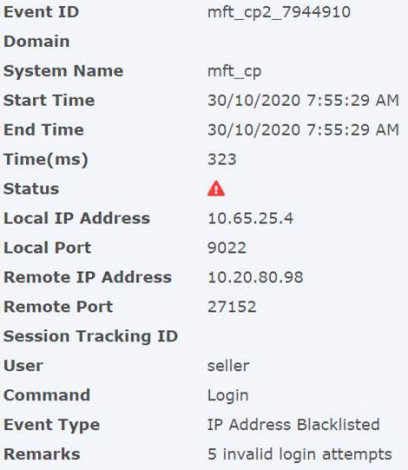 Event ID mft_cp2_7944910
Domain
System Name mft_cp
Start Time 30/10/2020 7:55:29 AM
End Time 30/10/2020 7:55:29 AM
Time(ms) 323
Status
Local IP Address 10.65.25.4
Local Port 9022
Remote IP Address 10.20.80.98
Remote Port 27152
Session Tracking ID
User seller
Command Login
Event Type IP Address Blacklisted
Remarks 5 invalid login attempts